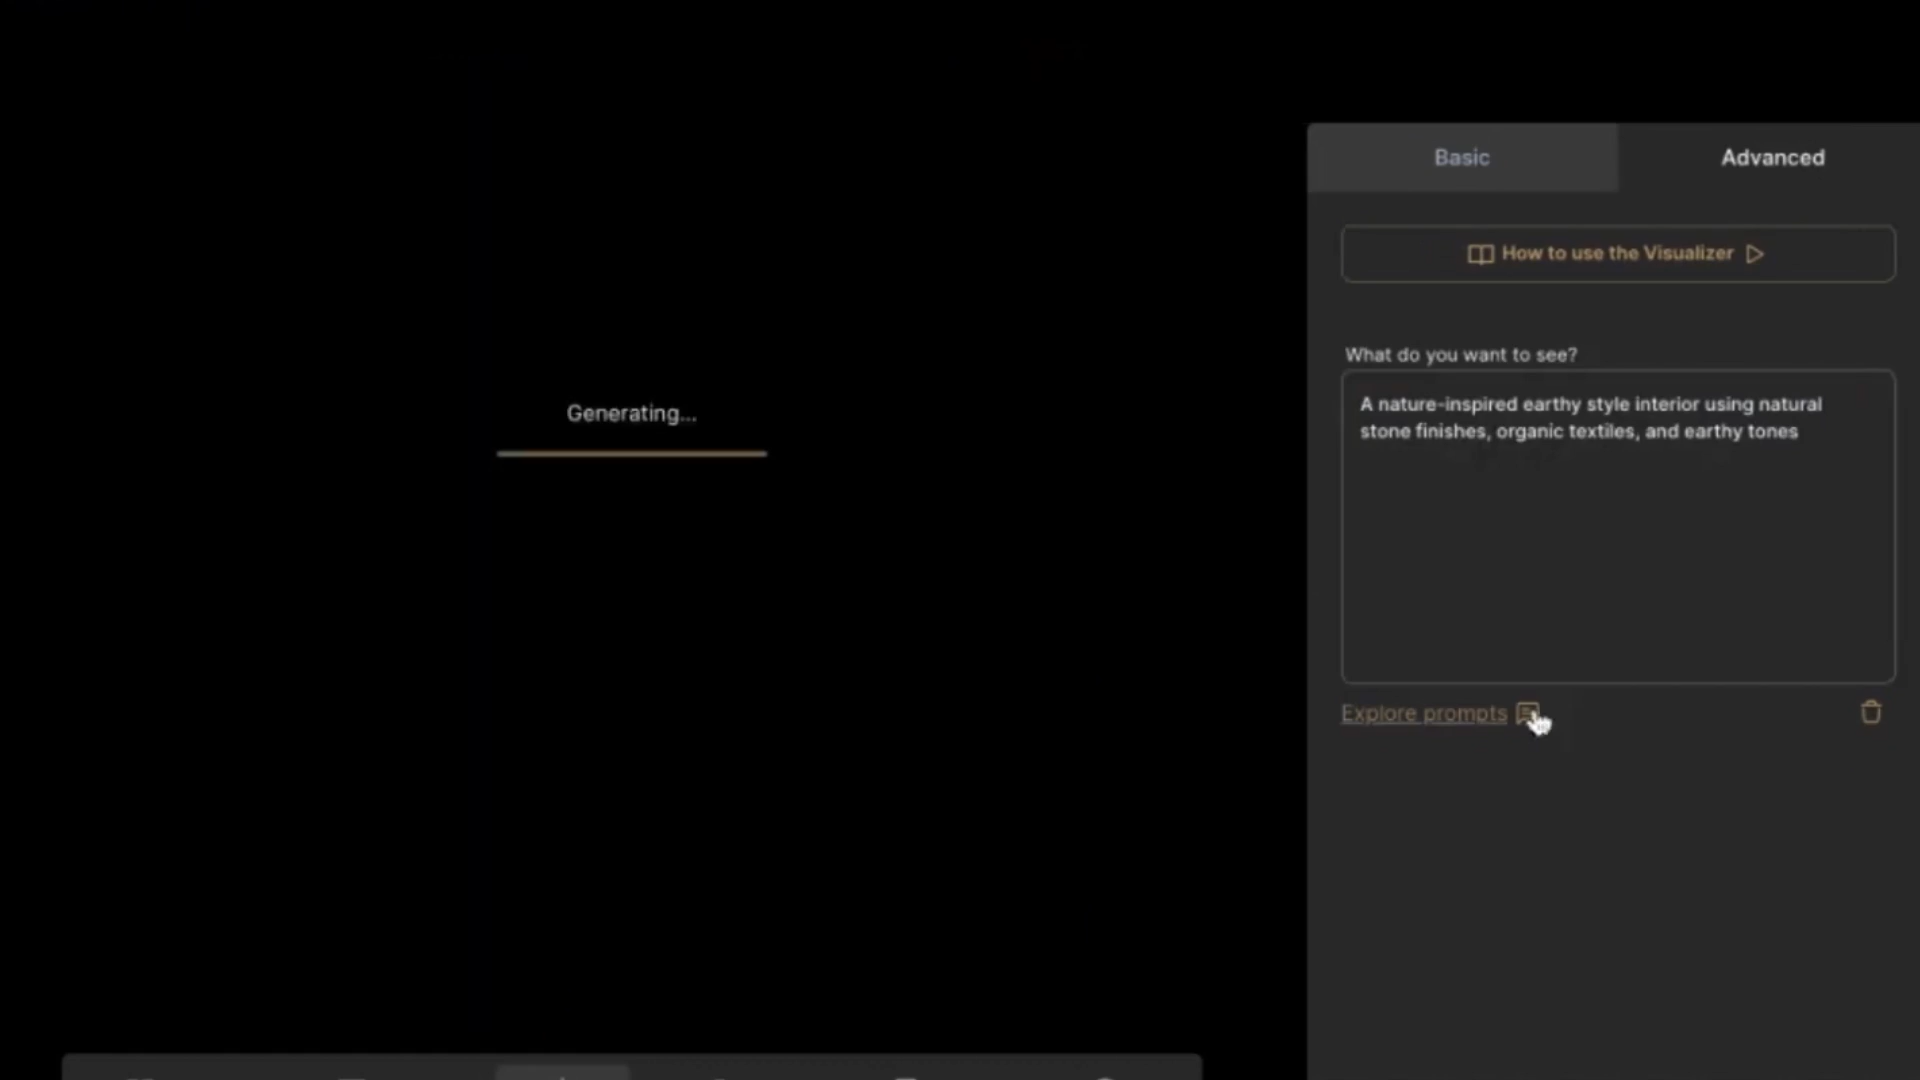 Basic
Advanced
How to use the Visualizer
What do you want to see?
A nature-inspired earthy style interior using natural
stone finishes, organic textiles, and earthy tones
Generating...
Explore prompts